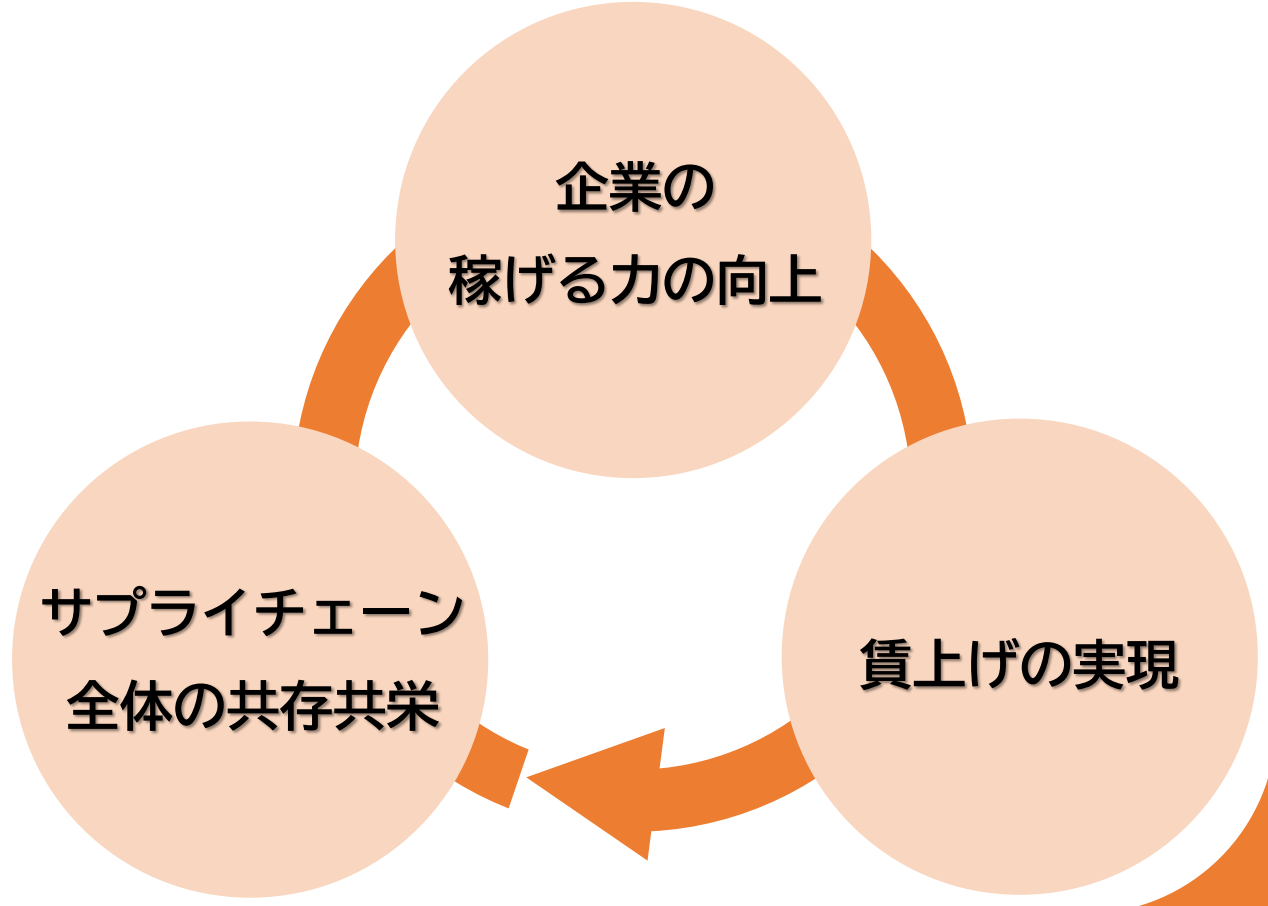 企業の
稼げる力の向上
サプライチェーン
全体の共存共栄
賃上げの実現